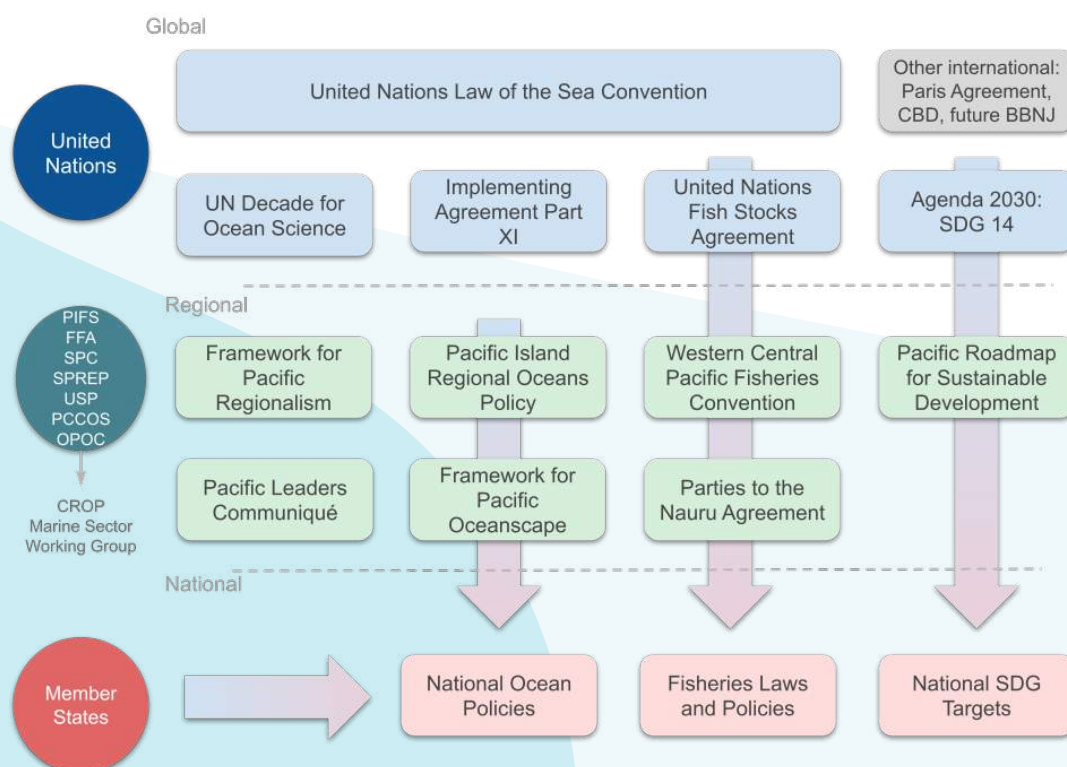 Global
United Nations Law of the Sea Convention
Other international:
Paris Agreement,
CBD, future BBNJ
United
Nations
UN Decade for
Ocean Science
Implementing
Agreement Part
XI
United Nations
Fish Stocks
Agreement
Agenda 2030:
SDG 14
Regional
PIFS
FFA
SPC
SPREP
USP
PCCOS
OPOC
Framework for
Pacific
Regionalism
Pacific Island
Regional Oceans
Policy
Western Central
Pacific Fisheries
Convention
Pacific Roadmap
for Sustainable
Development
CROP
Marine Sector
Working Group
Pacific Leaders
Communiqué
Framework for
Pacific
Oceanscape
Parties to the
Nauru Agreement
National
Member
States
National Ocean
Policies
Fisheries Laws
and Policies
National SDG
Targets